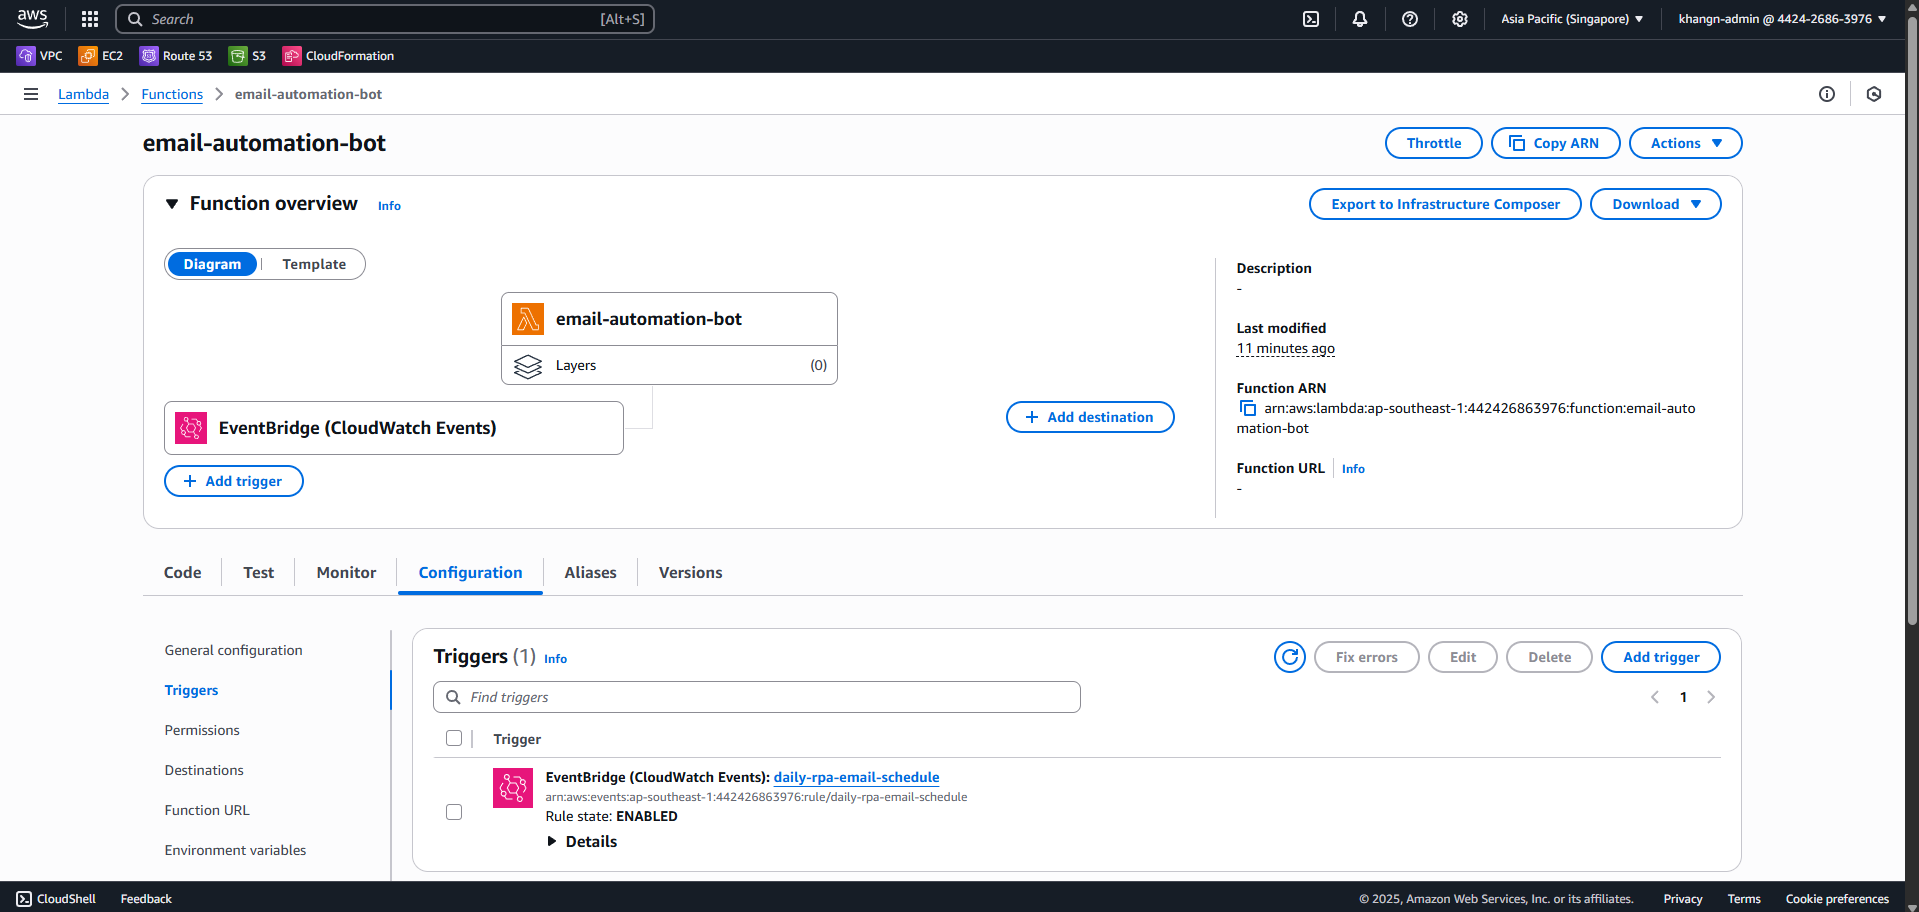 aws
Search
[Alt+S]
Asia Pacific (Singapore)
khangn-admin @ 4424-2686-3976
VPC
EC2
Route 53
S3
CloudFormation
Lambda
Functions
email-automation-bot
email-automation-bot
Throttle
Copy ARN
Actions
Function overview
Info
Export to Infrastructure Composer
Download
Diagram
Template
email-automation-bot
Layers
(0)
EventBridge (CloudWatch Events)
+ Add trigger
+ Add destination
Description
-
Last modified
11 minutes ago
Function ARN
arn:aws:lambda:ap-southeast-1:442426863976:function:email-auto
mation-bot
Function URL
Info
-
Code
Test
Monitor
Configuration
Aliases
Versions
General configuration
Triggers
Permissions
Destinations
Function URL
Environment variables
Triggers (1) Info
Fix errors
Edit
Delete
Add trigger
Find triggers
1
Trigger
EventBridge (CloudWatch Events): daily-rpa-email-schedule
arn:aws:events:ap-southeast-1:442426863976:rule/daily-rpa-email-schedule
Rule state: ENABLED
Details
CloudShell
Feedback
© 2025, Amazon Web Services, Inc. or its affiliates.
Privacy
Terms
Cookie preferences